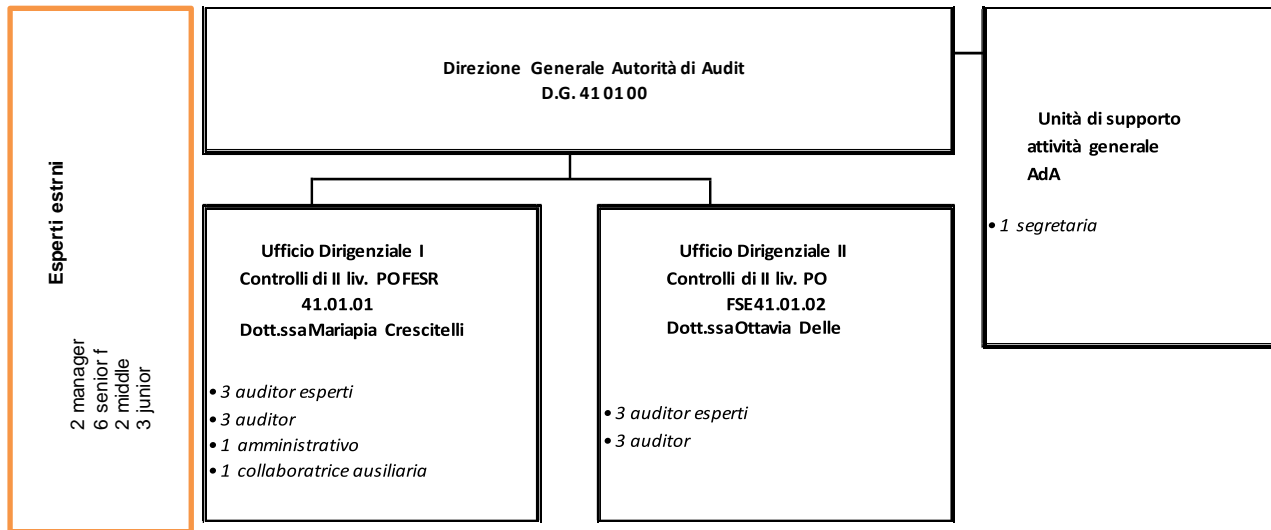 Esperti estrni
2 manager
6 senior f
2 middle
3 junior
Direzione Generale Autorità di Audit
D.G. 41 01 00
Unità di supporto
attività generale
AdA
• 1 segretaria
Ufficio Dirigenziale I
Controlli di II liv. POFESR
41.01.01
Dott.ssaMariapia Crescitelli
• 3 auditor esperti
• 3 auditor
• 1 amministrativo
• 1 collaboratrice ausiliaria
Ufficio Dirigenziale II
Controlli di II liv. PO
FSE41.01.02
Dott.ssaOttavia Delle
• 3 auditor esperti
• 3 auditor